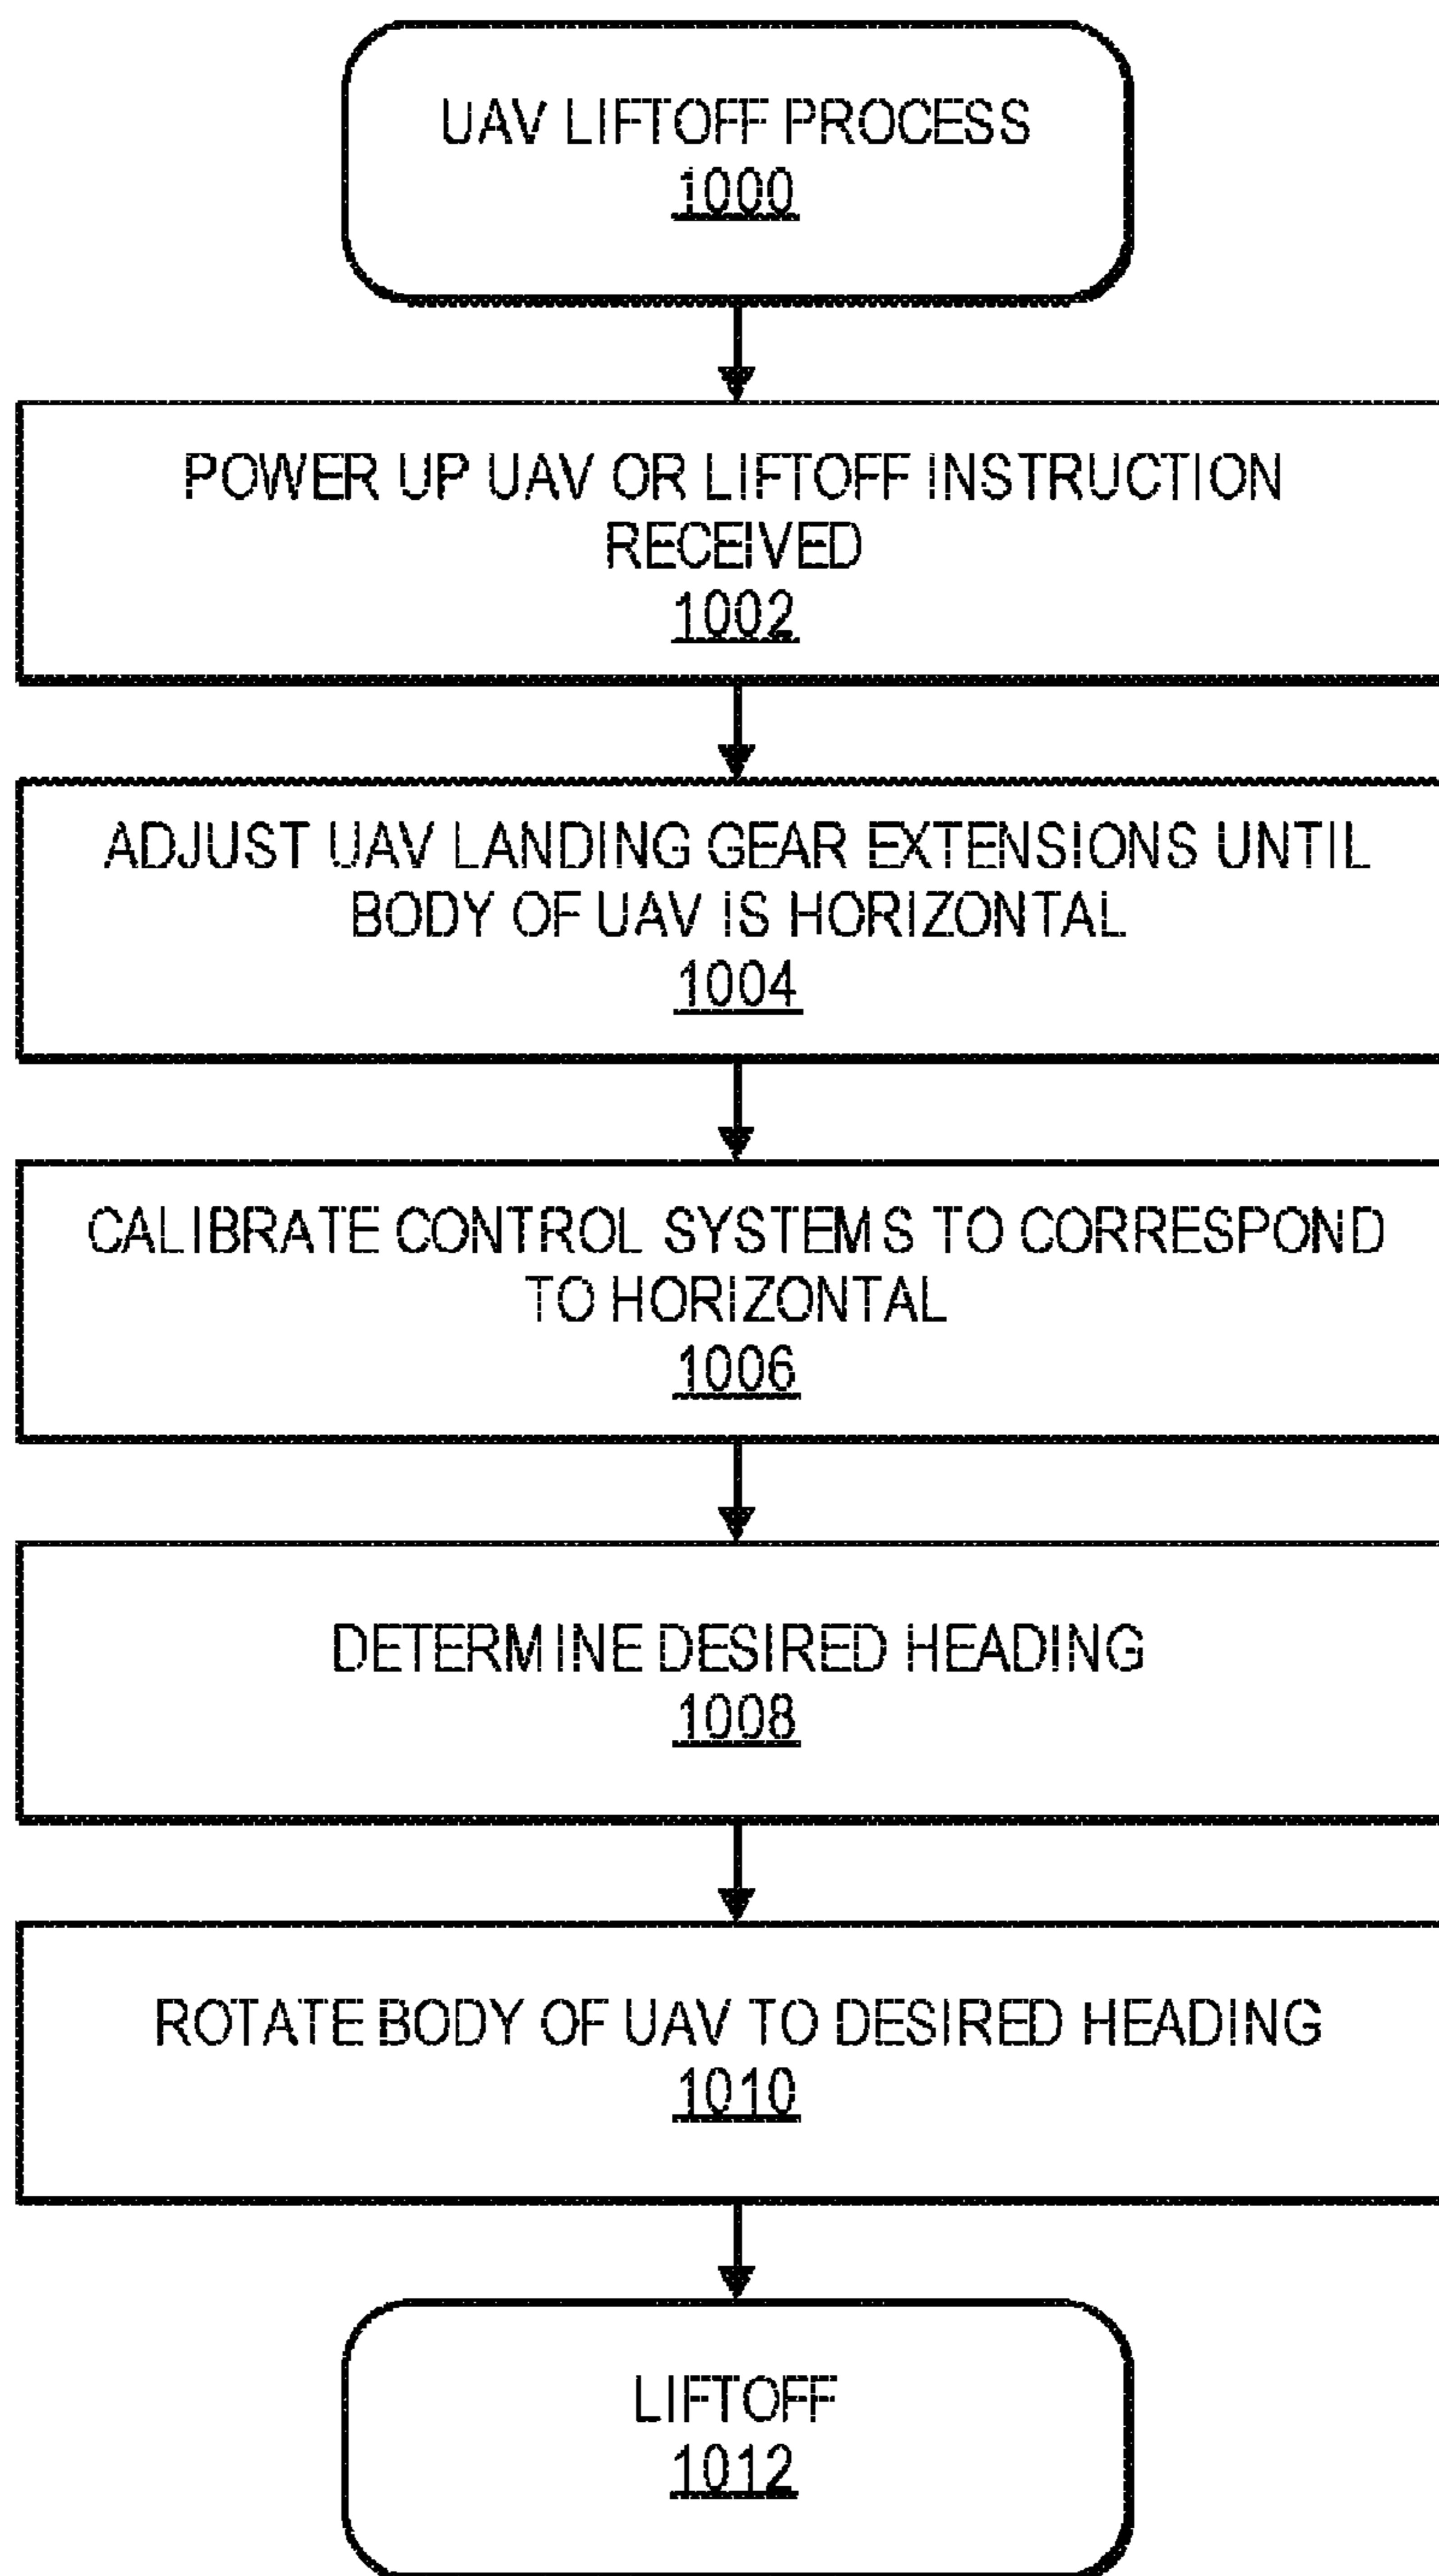 UAV LIFTOFF PROCESS
1000
POWER UP UAV OR LIFTOFF INSTRUCTION
RECEIVED
1002
ADJUST UAV LANDING GEAR EXTENSIONS UNTIL
BODY OF UAV IS HORIZONTAL
1004
CALIBRATE CONTROL SYSTEMS TO CORRESPOND
TO HORIZONTAL
1006
DETERMINE DESIRED HEADING
1008
ROTATE BODY OF UAV TO DESIRED HEADING
1010
LIFTOFF
1012